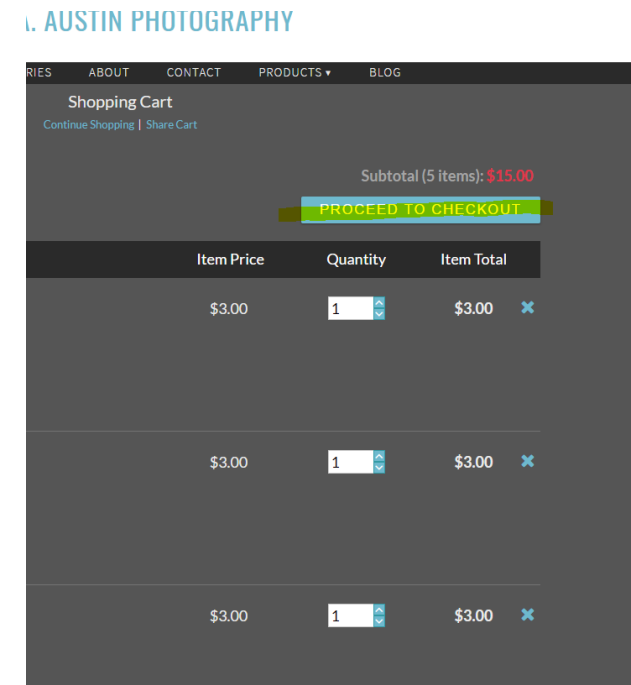 . AUSTIN PHOTOGRAPHY
RIES ABOUT CONTACT PRODUCTS ▾ BLOG
Shopping Cart
Continue Shopping | Share Cart
Subtotal (5 items): $15.00
PROCEED TO CHECKOUT
Item Price Quantity Item Total
$3.00 1 $3.00
$3.00 1 $3.00
$3.00 1 $3.00